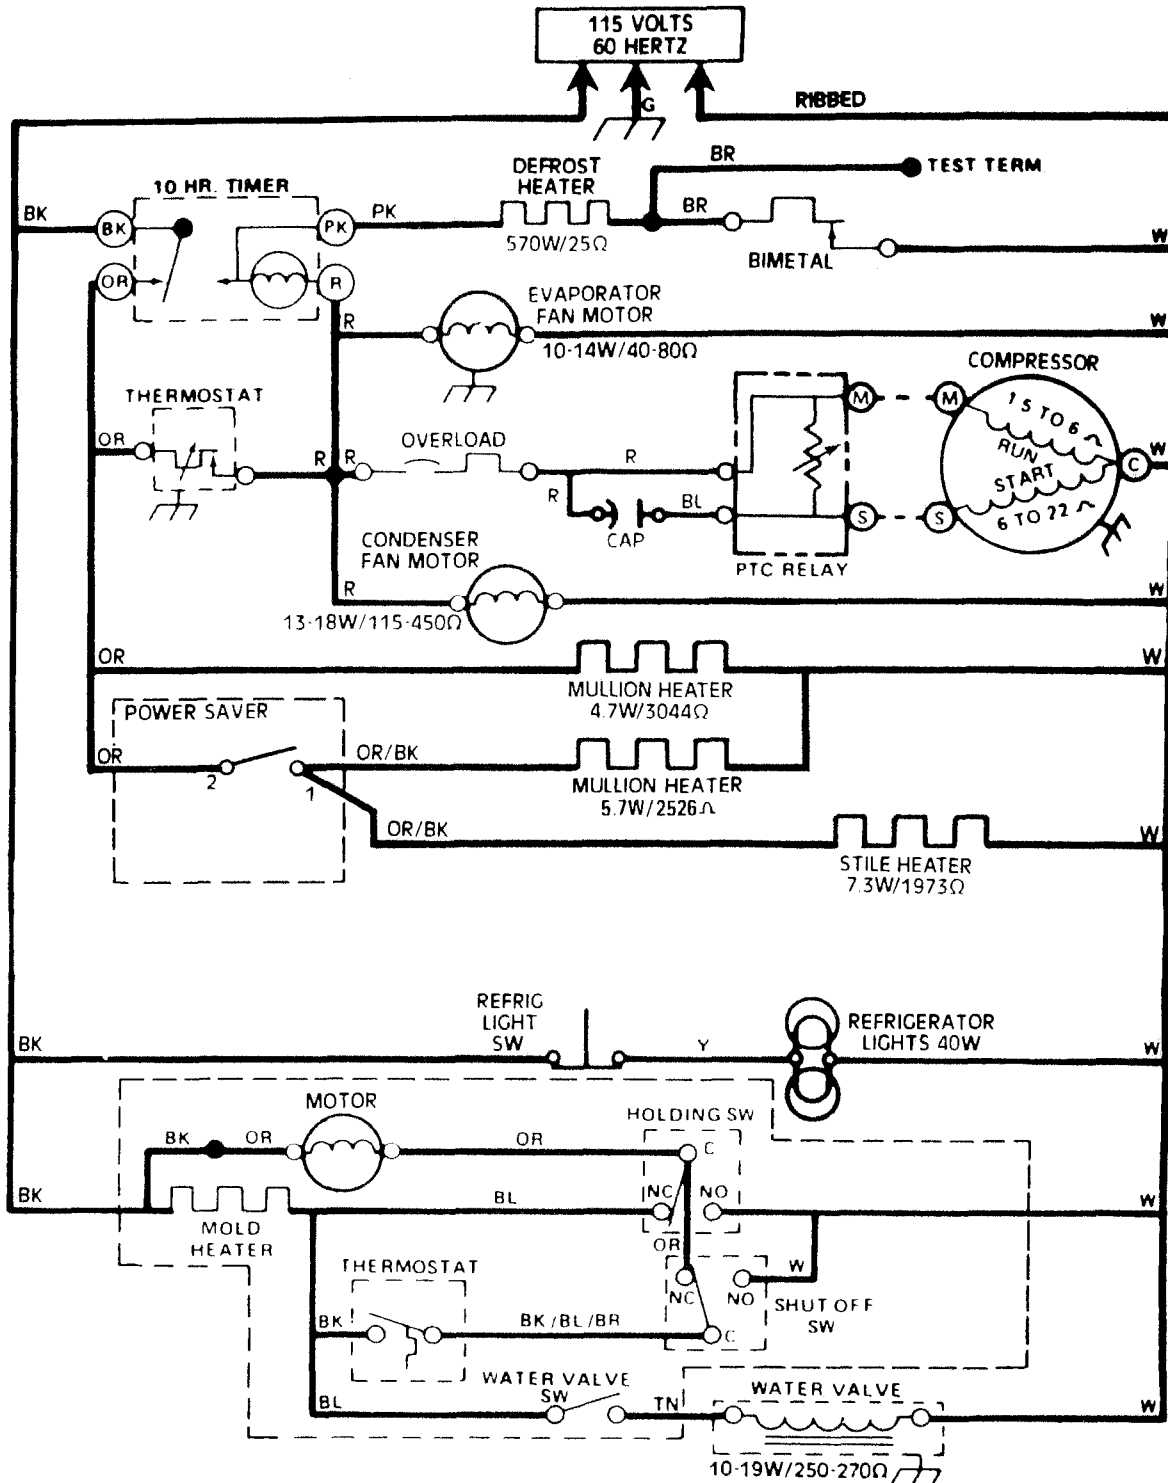 115 VOLTS
60 HERTZ
G
RIBBED
BR
TEST TERM
DEFROST
HEATER
10 HR. TIMER
BK
BK
PK
PK
BR
570W/25Ω
BIMETAL
W
OR
R
R
EVAPORATOR
FAN MOTOR
10-14W/40-80Ω
W
COMPRESSOR
THERMOSTAT
M
M
1 5 TO 6 Ω
RUN
START
6 TO 22 Ω
C
W
OR
OVERLOAD
R
R
R
R
BL
CAP
S
S
PTC RELAY
CONDENSER
FAN MOTOR
R
13-18W/115-450Ω
W
OR
MULLION HEATER
4.7W/3044Ω
W
POWER SAVER
OR
2
1
OR/BK
MULLION HEATER
5.7W/2526Ω
OR/BK
STILE HEATER
7.3W/1973Ω
W
REFRIG
LIGHT
SW
BK
Y
REFRIGERATOR
LIGHTS 40W
W
MOTOR
BK
OR
OR
HOLDING SW
C
BK
MOLD
HEATER
BL
NC
NO
W
OR
W
THERMOSTAT
NC
NO
SHUT OFF
SW
BK
BK/BL/BR
C
WATER VALVE
SW
BL
TN
WATER VALVE
W
10-19W/250-270Ω